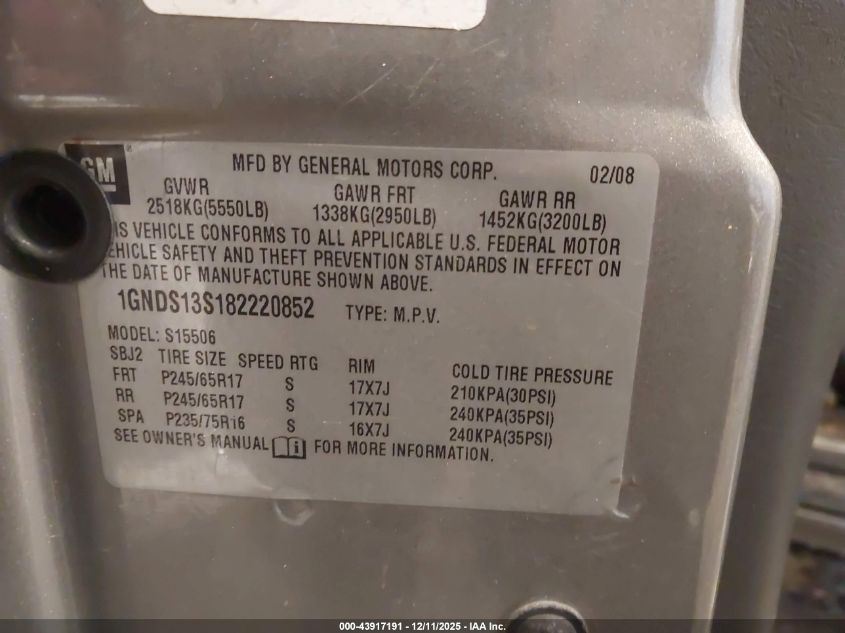 GM
MFD BY GENERAL MOTORS CORP. 02/08
GVWR GAWR FRT GAWR RR
2518KG(5550LB) 1338KG(2950LB) 1452KG(3200LB)
VEHICLE CONFORMS TO ALL APPLICABLE U.S. FEDERAL MOTOR
VEHICLE SAFETY AND THEFT PREVENTION STANDARDS IN EFFECT ON
THE DATE OF MANUFACTURE SHOWN ABOVE.
1GNDS13S182220852 TYPE: M.P.V.
MODEL: S15506
SBJ2 TIRE SIZE SPEED RTG RIM COLD TIRE PRESSURE
FRT P245/65R17 S 17X7J 210KPA(30PSI)
RR P245/65R17 S 17X7J 240KPA(35PSI)
SPA P235/75R16 S 16X7J 240KPA(35PSI)
SEE OWNER'S MANUAL FOR MORE INFORMATION.
000-43917191 - 12/11/2025 - IAA Inc.